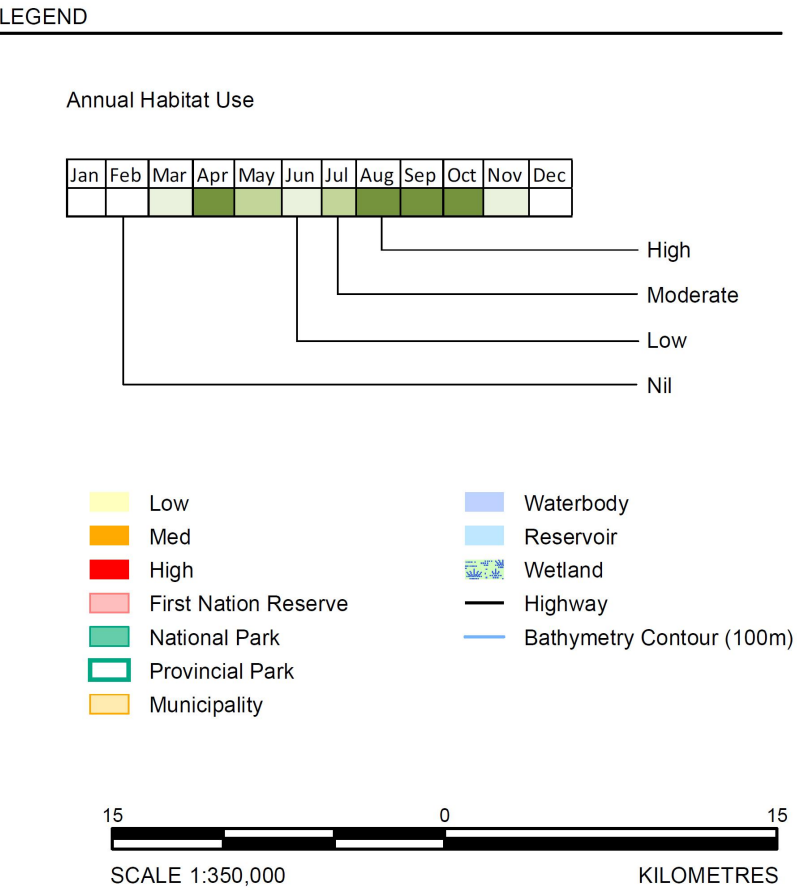 LEGEND
Annual Habitat Use
Jan Feb Mar Apr May Jun Jul Aug Sep Oct Nov Dec
High
Moderate
Low
Nil
Low
Med
High
First Nation Reserve
National Park
Provincial Park
Municipality
Waterbody
Reservoir
Wetland
Highway
Bathymetry Contour (100m)
15 0 15
SCALE 1:350,000 KILOMETRES